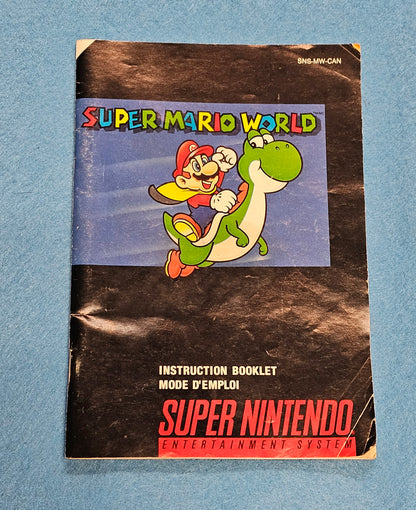 SNS-MW-CAN
SUPER MARIO WORLD
INSTRUCTION BOOKLET
MODE D'EMPLOI
SUPER NINTENDO
ENTERTAINMENT SYSTEM